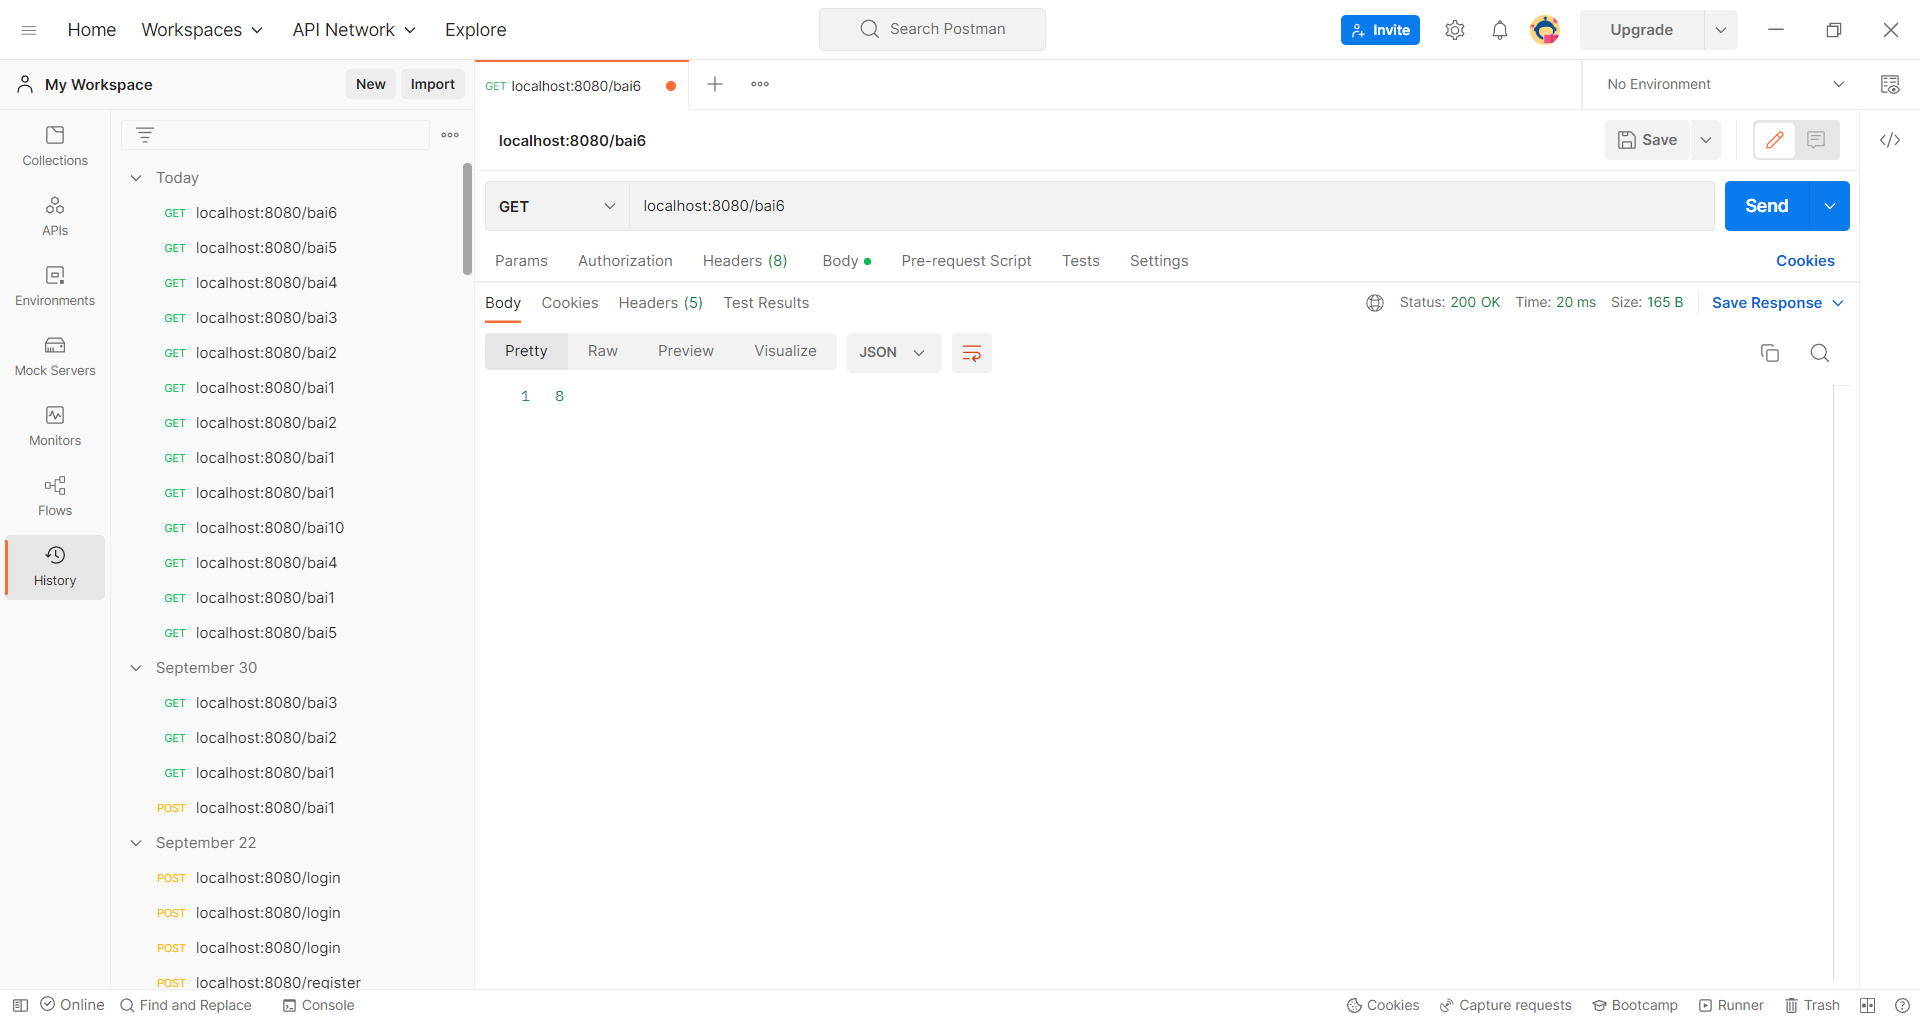 Home Workspaces API Network Explore Search Postman Invite Upgrade
My Workspace New Import GET localhost:8080/bai6 No Environment
Collections
APIs
Environments
Mock Servers
Monitors
Flows
History
Today
GET localhost:8080/bai6
GET localhost:8080/bai5
GET localhost:8080/bai4
GET localhost:8080/bai3
GET localhost:8080/bai2
GET localhost:8080/bai1
GET localhost:8080/bai2
GET localhost:8080/bai1
GET localhost:8080/bai1
GET localhost:8080/bai10
GET localhost:8080/bai4
GET localhost:8080/bai1
GET localhost:8080/bai5
September 30
GET localhost:8080/bai3
GET localhost:8080/bai2
GET localhost:8080/bai1
POST localhost:8080/bai1
September 22
POST localhost:8080/login
POST localhost:8080/login
POST localhost:8080/login
POST localhost:8080/register
localhost:8080/bai6 Save
GET localhost:8080/bai6 Send
Params Authorization Headers (8) Body Pre-request Script Tests Settings Cookies
Body Cookies Headers (5) Test Results Status: 200 OK Time: 20 ms Size: 165 B Save Response
Pretty Raw Preview Visualize JSON
1 8
Online Find and Replace Console Cookies Capture requests Bootcamp Runner Trash